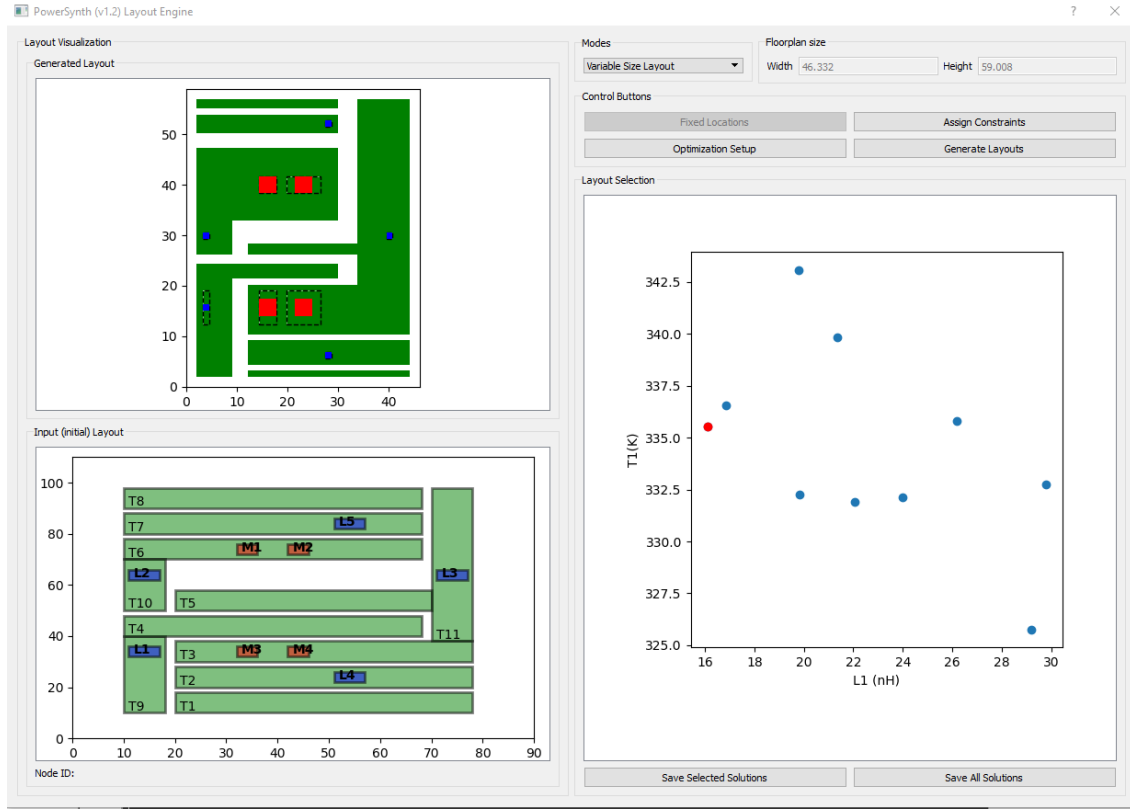 PowerSynth (v1.2) Layout Engine
? ×
Layout Visualization
Generated Layout
50
40
30
20
10
0
0 10 20 30 40
Input (initial) Layout
100
80
60
40
20
0
T8
T7
L5
T6
M1
M2
L2
L3
T10
T5
T4
T11
L1
T3
M3
M4
T2
L4
T9
T1
0 10 20 30 40 50 60 70 80 90
Node ID:
Modes
Variable Size Layout
Floorplan size
Width 46.332 Height 59.008
Control Buttons
Fixed Locations
Assign Constraints
Optimization Setup
Generate Layouts
Layout Selection
342.5
340.0
337.5
335.0
332.5
330.0
327.5
325.0
T1(K)
16 18 20 22 24 26 28 30
L1 (nH)
Save Selected Solutions
Save All Solutions